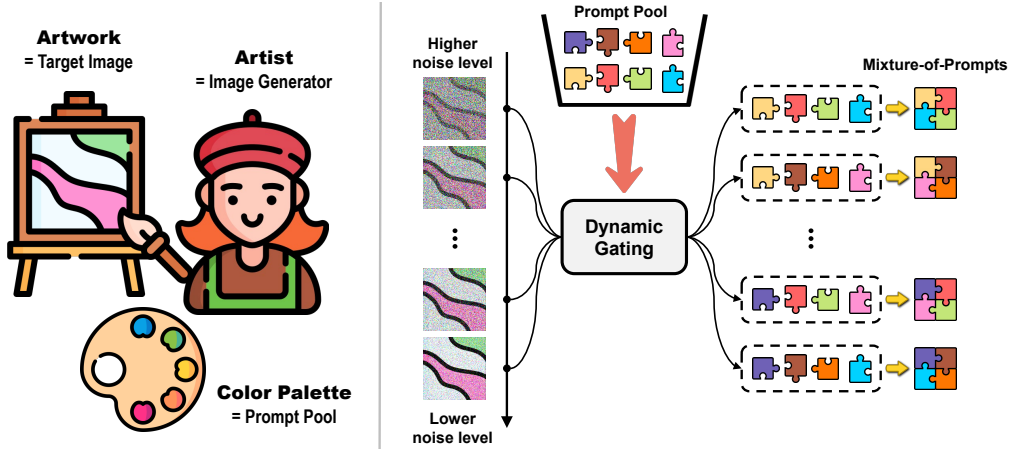 Artwork
= Target Image
Artist
= Image Generator
Color Palette
= Prompt Pool
Higher
noise level
Lower
noise level
Prompt Pool
Dynamic
Gating
Mixture-of-Prompts